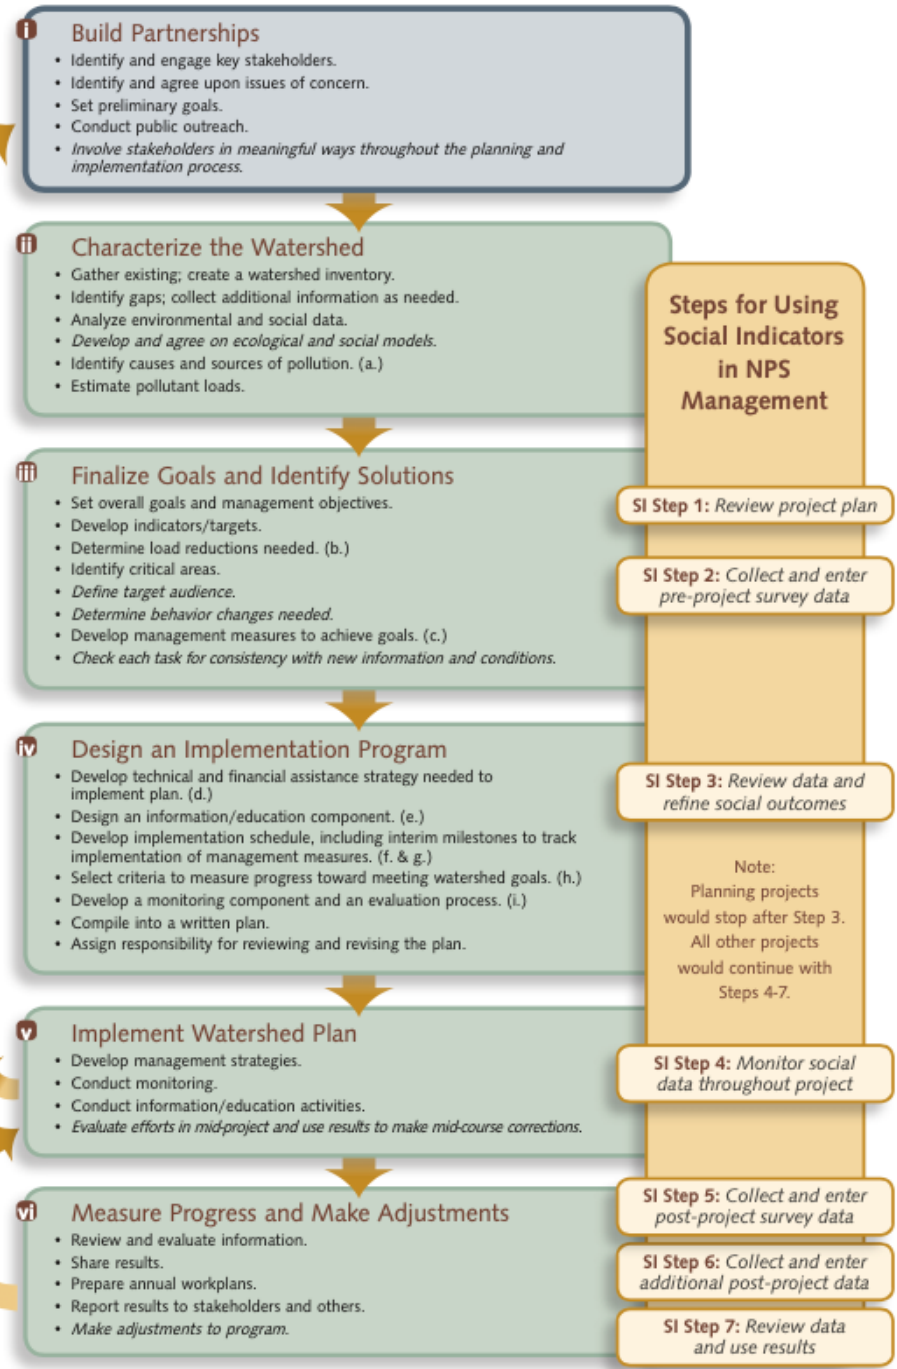 i
Build Partnerships
• Identify and engage key stakeholders.
• Identify and agree upon issues of concern.
• Set preliminary goals.
• Conduct public outreach.
• Involve stakeholders in meaningful ways throughout the planning and
implementation process.
ii
Characterize the Watershed
• Gather existing; create a watershed inventory.
• Identify gaps; collect additional information as needed.
• Analyze environmental and social data.
• Develop and agree on ecological and social models.
• Identify causes and sources of pollution. (a.)
• Estimate pollutant loads.
iii
Finalize Goals and Identify Solutions
• Set overall goals and management objectives.
• Develop indicators/targets.
• Determine load reductions needed. (b.)
• Identify critical areas.
• Define target audience.
• Determine behavior changes needed.
• Develop management measures to achieve goals. (c.)
• Check each task for consistency with new information and conditions.
iv
Design an Implementation Program
• Develop technical and financial assistance strategy needed to
implement plan. (d.)
• Design an information/education component. (e.)
• Develop implementation schedule, including interim milestones to track
implementation of management measures. (f. & g.)
• Select criteria to measure progress toward meeting watershed goals. (h.)
• Develop a monitoring component and an evaluation process. (i.)
• Compile into a written plan.
• Assign responsibility for reviewing and revising the plan.
v
Implement Watershed Plan
• Develop management strategies.
• Conduct monitoring.
• Conduct information/education activities.
• Evaluate efforts in mid-project and use results to make mid-course corrections.
vi
Measure Progress and Make Adjustments
• Review and evaluate information.
• Share results.
• Prepare annual workplans.
• Report results to stakeholders and others.
• Make adjustments to program.
Steps for Using
Social Indicators
in NPS
Management
SI Step 1: Review project plan
SI Step 2: Collect and enter
pre-project survey data
SI Step 3: Review data and
refine social outcomes
Note:
Planning projects
would stop after Step 3.
All other projects
would continue with
Steps 4-7.
SI Step 4: Monitor social
data throughout project
SI Step 5: Collect and enter
post-project survey data
SI Step 6: Collect and enter
additional post-project data
SI Step 7: Review data
and use results